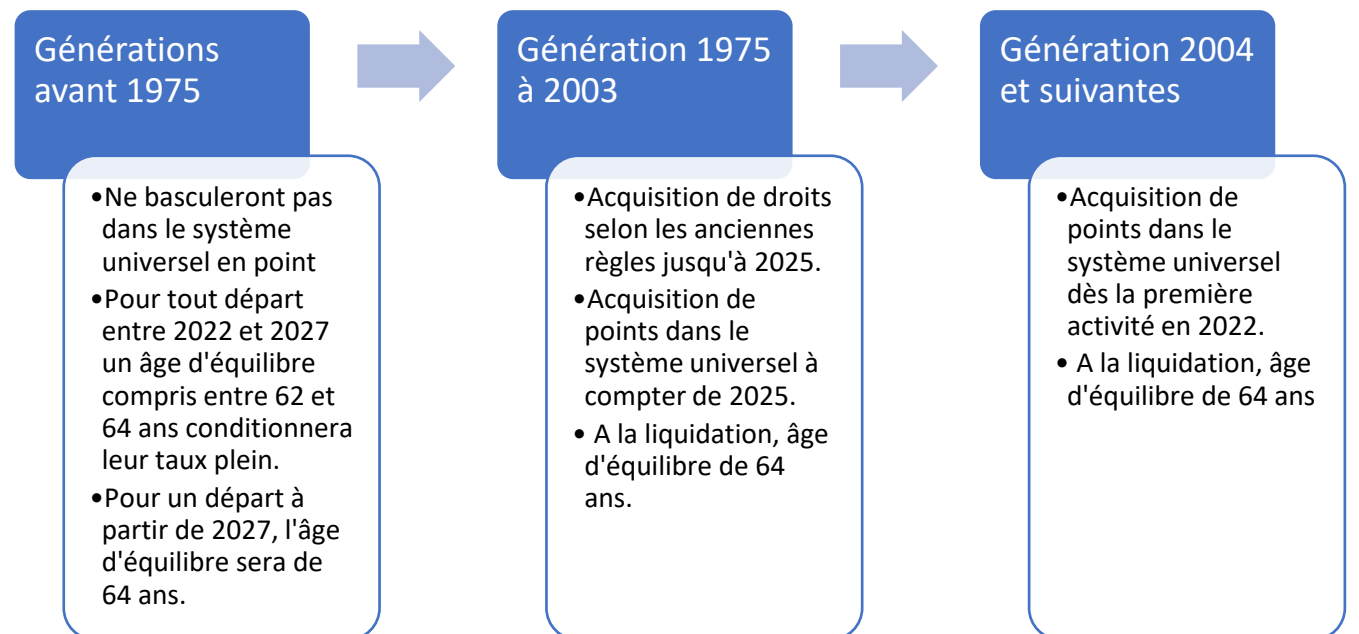 Générations
avant 1975
•Ne basculeront pas
dans le système
universel en point
•Pour tout départ
entre 2022 et 2027
un âge d'équilibre
compris entre 62 et
64 ans conditionnera
leur taux plein.
•Pour un départ à
partir de 2027, l'âge
d'équilibre sera de
64 ans.
Génération 1975
à 2003
•Acquisition de droits
selon les anciennes
règles jusqu'à 2025.
•Acquisition de
points dans le
système universel à
compter de 2025.
• A la liquidation, âge
d'équilibre de 64
ans.
Génération 2004
et suivantes
•Acquisition de
points dans le
système universel
dès la première
activité en 2022.
• A la liquidation, âge
d'équilibre de 64 ans